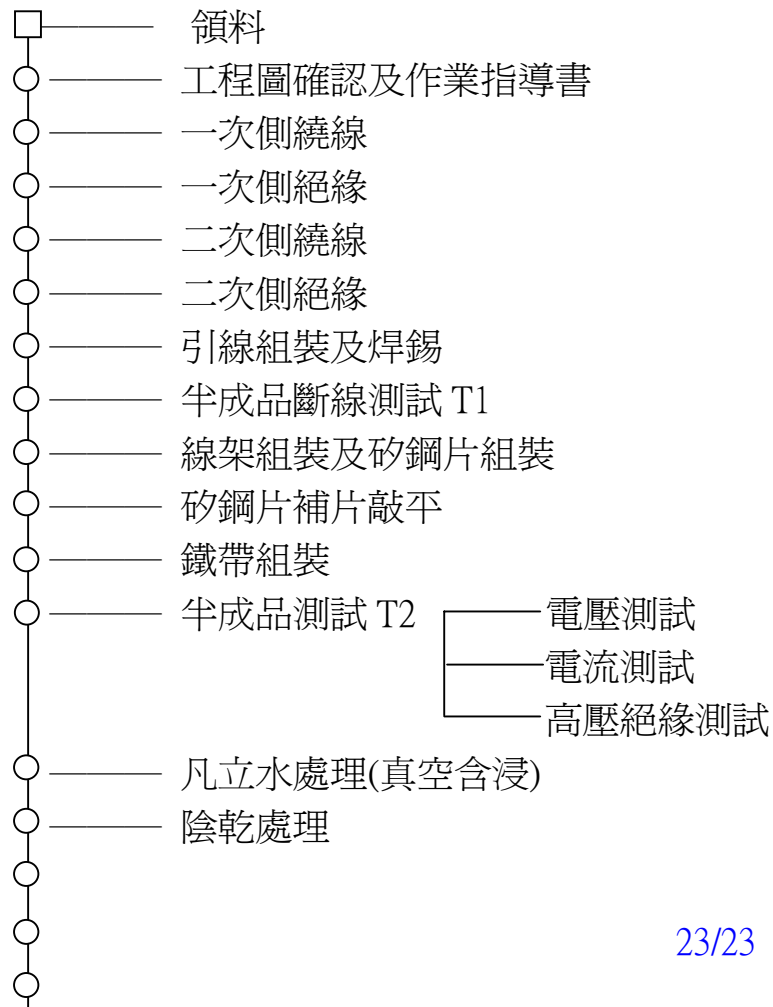 領料
工程圖確認及作業指導書
一次側繞線
一次側絕緣
二次側繞線
二次側絕緣
引線組裝及焊錫
半成品斷線測試 T1
線架組裝及矽鋼片組裝
矽鋼片補片敲平
鐵帶組裝
半成品測試 T2
電壓測試
電流測試
高壓絕緣測試
凡立水處理(真空含浸)
陰乾處理
23/23